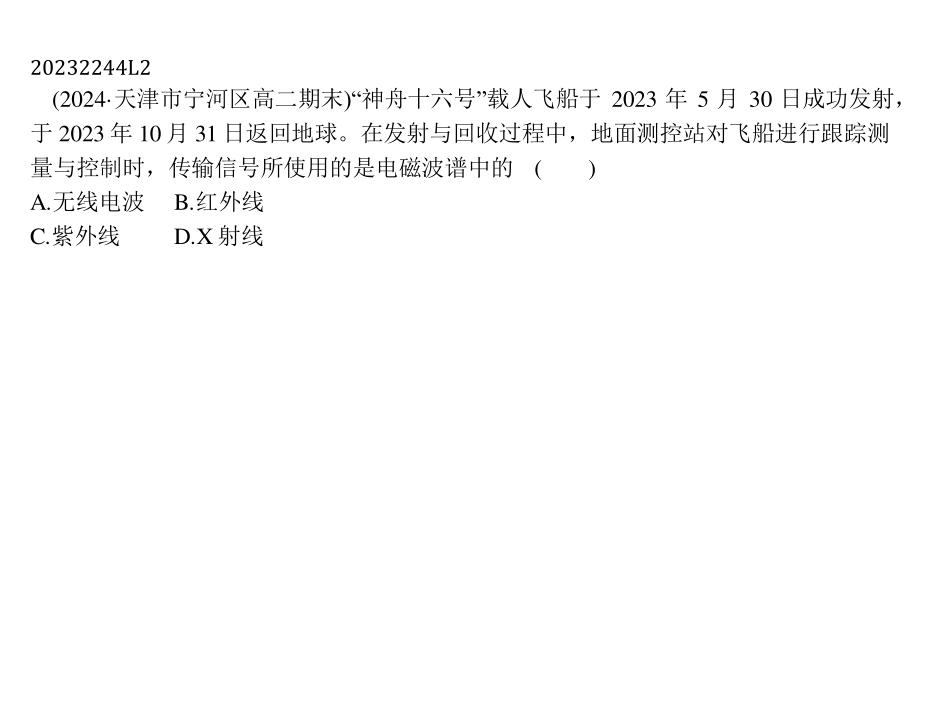 20232244L2
(2024·天津市宁河区高二期末)“神舟十六号”载人飞船于 2023 年 5 月 30 日成功发射，
于 2023 年 10 月 31 日返回地球。在发射与回收过程中，地面测控站对飞船进行跟踪测
量与控制时，传输信号所使用的是电磁波谱中的 (　　)
A.无线电波 B.红外线
C.紫外线 D.X 射线